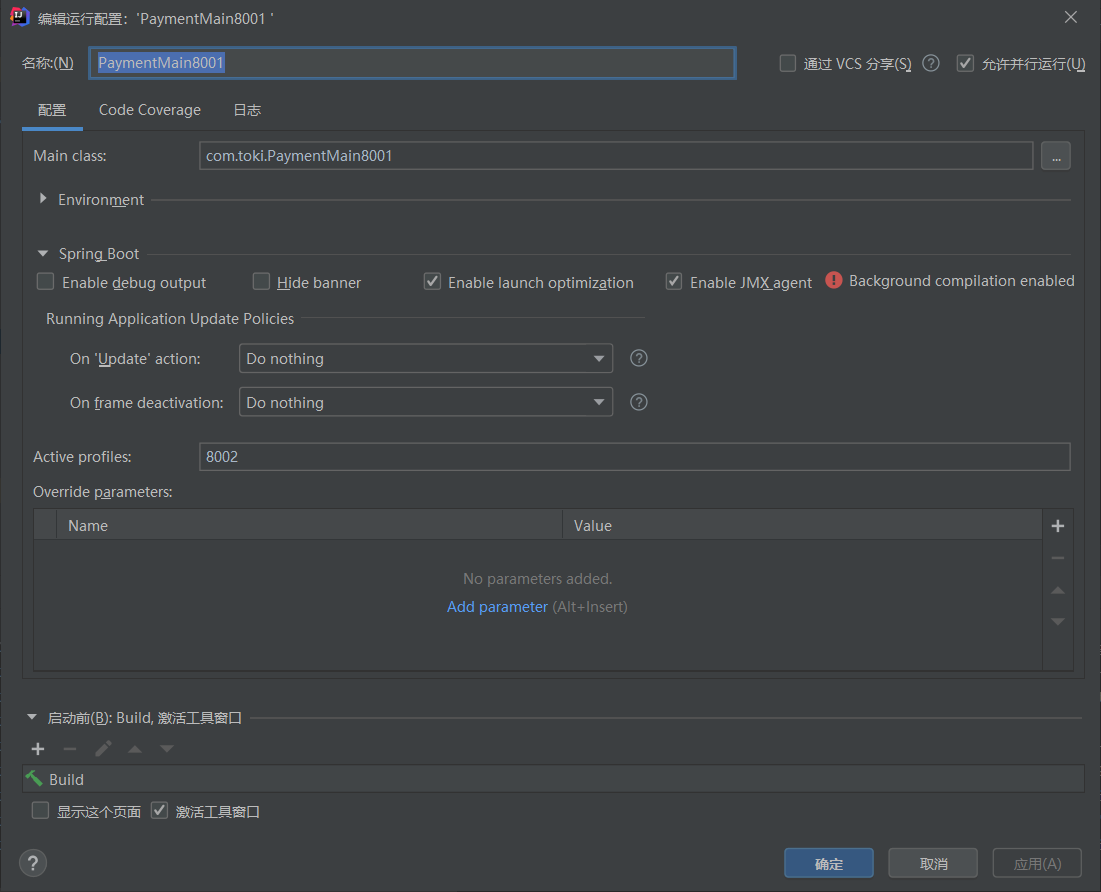 编辑运行配置: 'PaymentMain8001 '
名称:(N) PaymentMain8001 通过 VCS 分享(S) ? 允许并行运行(U)
配置 Code Coverage 日志
Main class: com.toki.PaymentMain8001 ...
Environment
Spring Boot
Enable debug output Hide banner Enable launch optimization Enable JMX agent Background compilation enabled
Running Application Update Policies
On 'Update' action: Do nothing ?
On frame deactivation: Do nothing ?
Active profiles: 8002
Override parameters:
Name Value
No parameters added.
Add parameter (Alt+Insert)
启动前(B): Build, 激活工具窗口
Build
显示这个页面 激活工具窗口
? 确定 取消 应用(A)